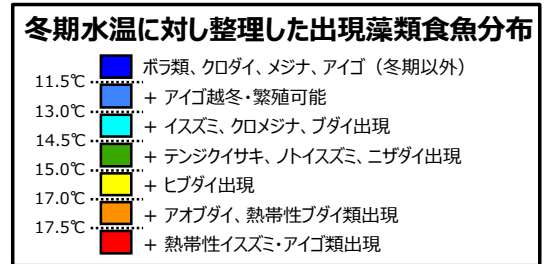 冬期水温に対し整理した出現藻類食魚分布
ボラ類、クロダイ、メジナ、アイゴ（冬期以外）
11.5℃
+ アイゴ越冬・繁殖可能
13.0℃
+ イスズミ、クロメジナ、ブダイ出現
14.5℃
+ テンジクイサキ、ノトイスズミ、ニザダイ出現
15.0℃
+ ヒブダイ出現
17.0℃
+ アオブダイ、熱帯性ブダイ類出現
17.5℃
+ 熱帯性イスズミ・アイゴ類出現